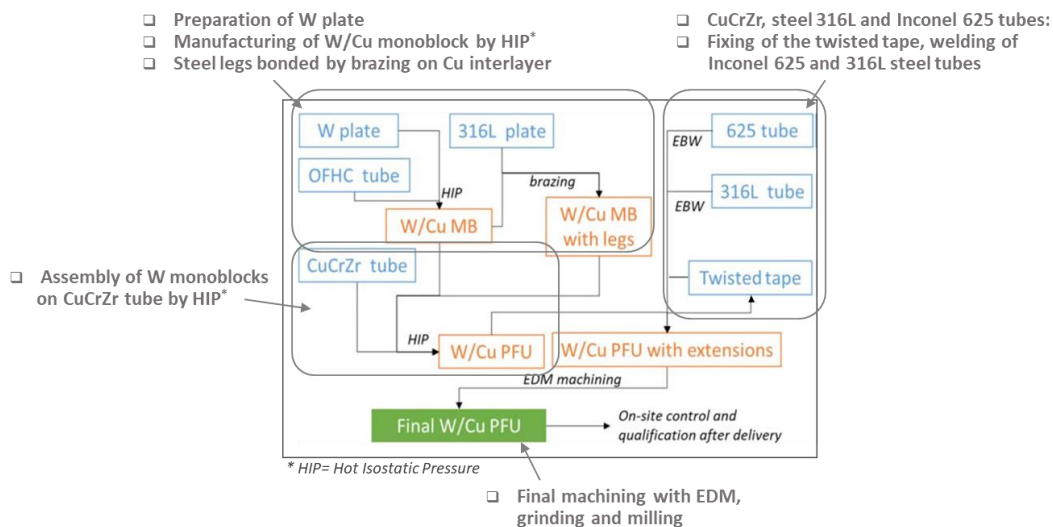 ❑ Preparation of W plate
❑ Manufacturing of W/Cu monoblock by HIP*
❑ Steel legs bonded by brazing on Cu interlayer
❑ CuCrZr, steel 316L and Inconel 625 tubes:
❑ Fixing of the twisted tape, welding of
Inconel 625 and 316L steel tubes
W plate
316L plate
625 tube
EBW
OFHC tube
HIP
brazing
316L tube
EBW
W/Cu MB
W/Cu MB
with legs
❑ Assembly of W monoblocks
on CuCrZr tube by HIP*
CuCrZr tube
Twisted tape
HIP
W/Cu PFU
W/Cu PFU with extensions
EDM machining
Final W/Cu PFU
On-site control and
qualification after delivery
* HIP= Hot Isostatic Pressure
❑ Final machining with EDM,
grinding and milling